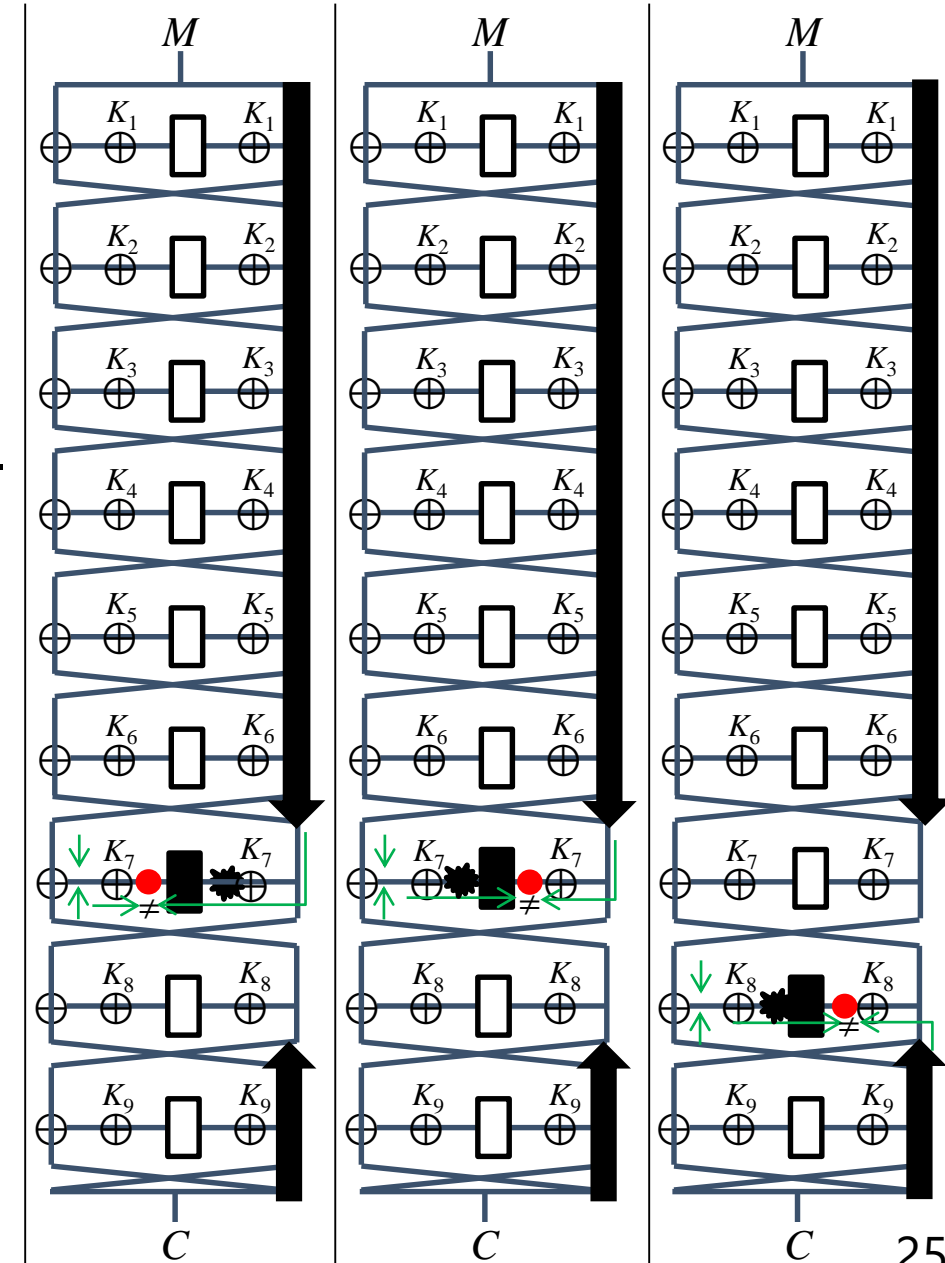 M M M
K1 K1 K1 K1 K1 K1
K2 K2 K2 K2 K2 K2
K3 K3 K3 K3 K3 K3
K4 K4 K4 K4 K4 K4
K5 K5 K5 K5 K5 K5
K6 K6 K6 K6 K6 K6
K7 K7 K7 K7 K7 K7
≠ ≠
K8 K8 K8 K8 K8 K8
≠
K9 K9 K9 K9 K9 K9
C C C 25